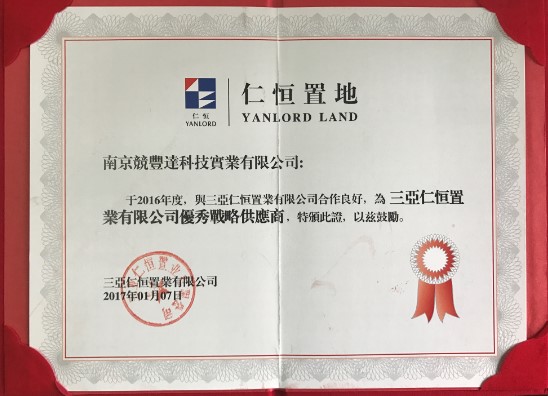 仁恒
YANLORD
仁恒置地
YANLORD LAND
南京競豐達科技實業有限公司:
于2016年度，與三亞仁恒置業有限公司合作良好，為 三亞仁恒置
業有限公司優秀戰略供應商，特頒此證，以兹鼓勵。
三亞仁恒置業有限公司
2017年01月07日